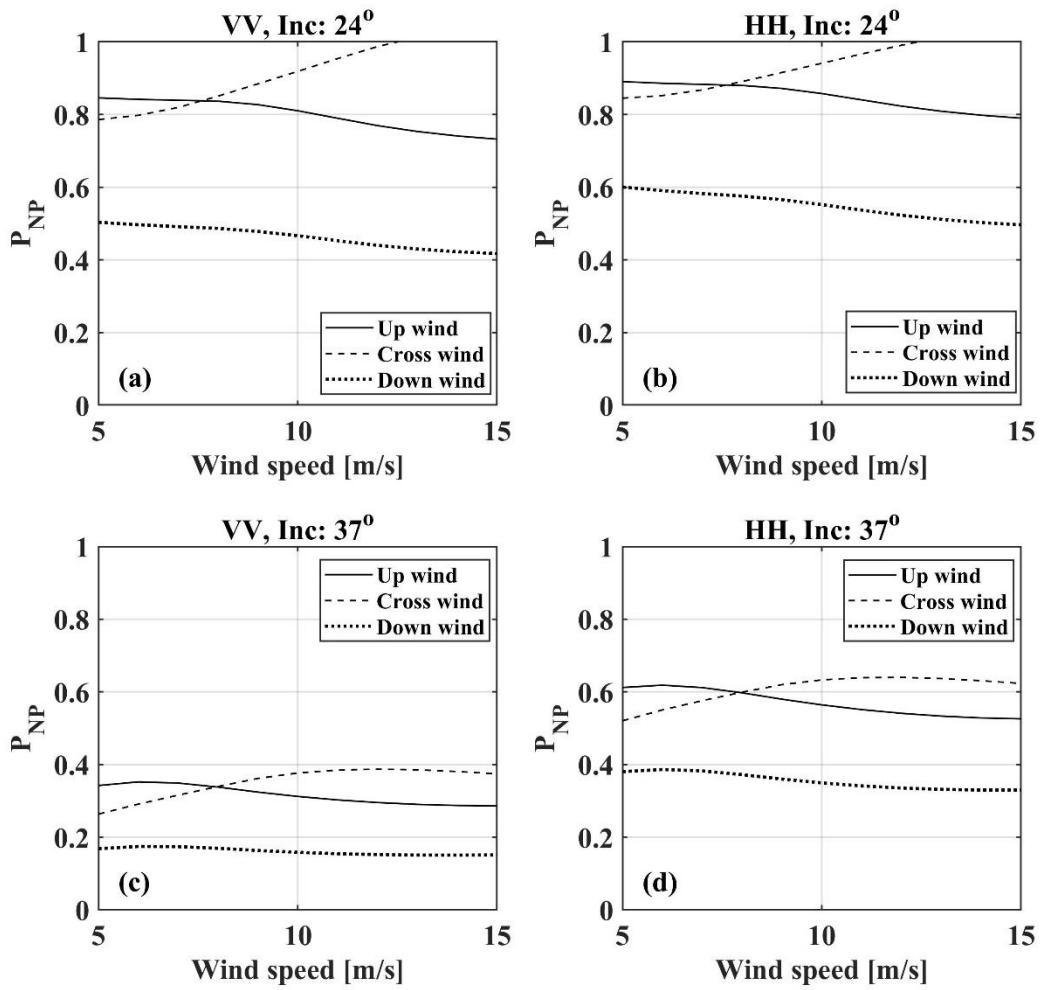 VV, Inc: 24°
1
0.8
0.6
0.4
0.2
0
P_NP
Up wind
Cross wind
Down wind
(a)
5 10 15
Wind speed [m/s]
HH, Inc: 24°
1
0.8
0.6
0.4
0.2
0
P_NP
Up wind
Cross wind
Down wind
(b)
5 10 15
Wind speed [m/s]
VV, Inc: 37°
1
0.8
0.6
0.4
0.2
0
P_NP
Up wind
Cross wind
Down wind
(c)
5 10 15
Wind speed [m/s]
HH, Inc: 37°
1
0.8
0.6
0.4
0.2
0
P_NP
Up wind
Cross wind
Down wind
(d)
5 10 15
Wind speed [m/s]